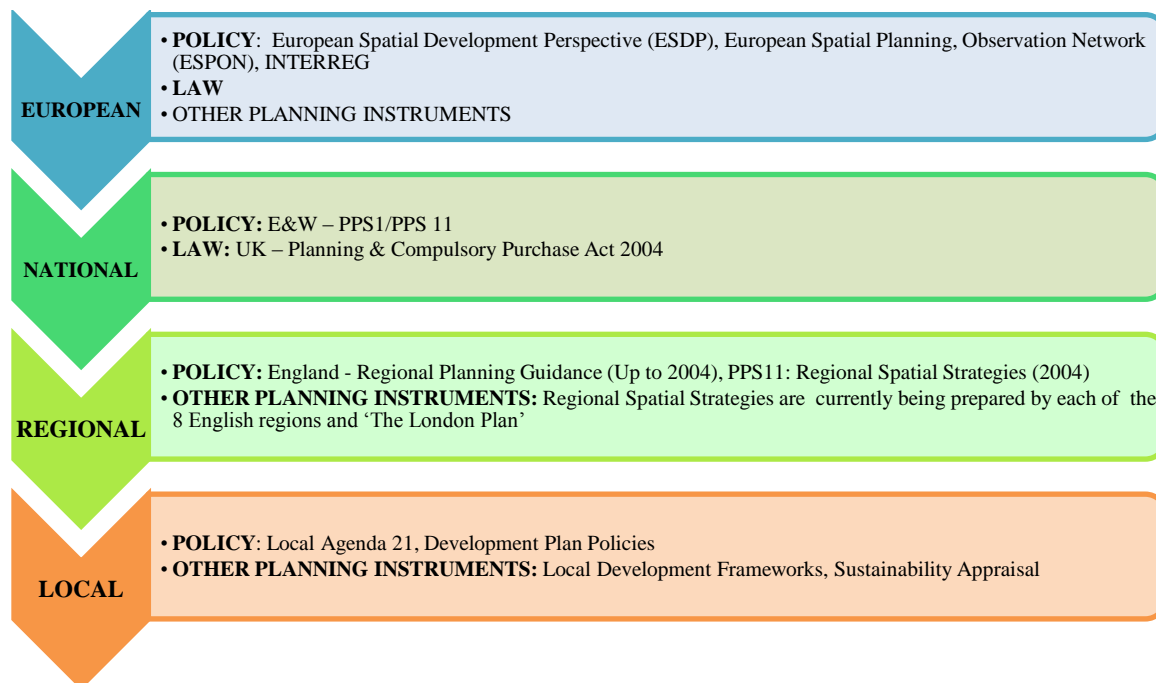 EUROPEAN
• POLICY: European Spatial Development Perspective (ESDP), European Spatial Planning, Observation Network
(ESPON), INTERREG
• LAW
• OTHER PLANNING INSTRUMENTS
NATIONAL
• POLICY: E&W – PPS1/PPS 11
• LAW: UK – Planning & Compulsory Purchase Act 2004
REGIONAL
• POLICY: England - Regional Planning Guidance (Up to 2004), PPS11: Regional Spatial Strategies (2004)
• OTHER PLANNING INSTRUMENTS: Regional Spatial Strategies are currently being prepared by each of the
8 English regions and ‘The London Plan’
LOCAL
• POLICY: Local Agenda 21, Development Plan Policies
• OTHER PLANNING INSTRUMENTS: Local Development Frameworks, Sustainability Appraisal